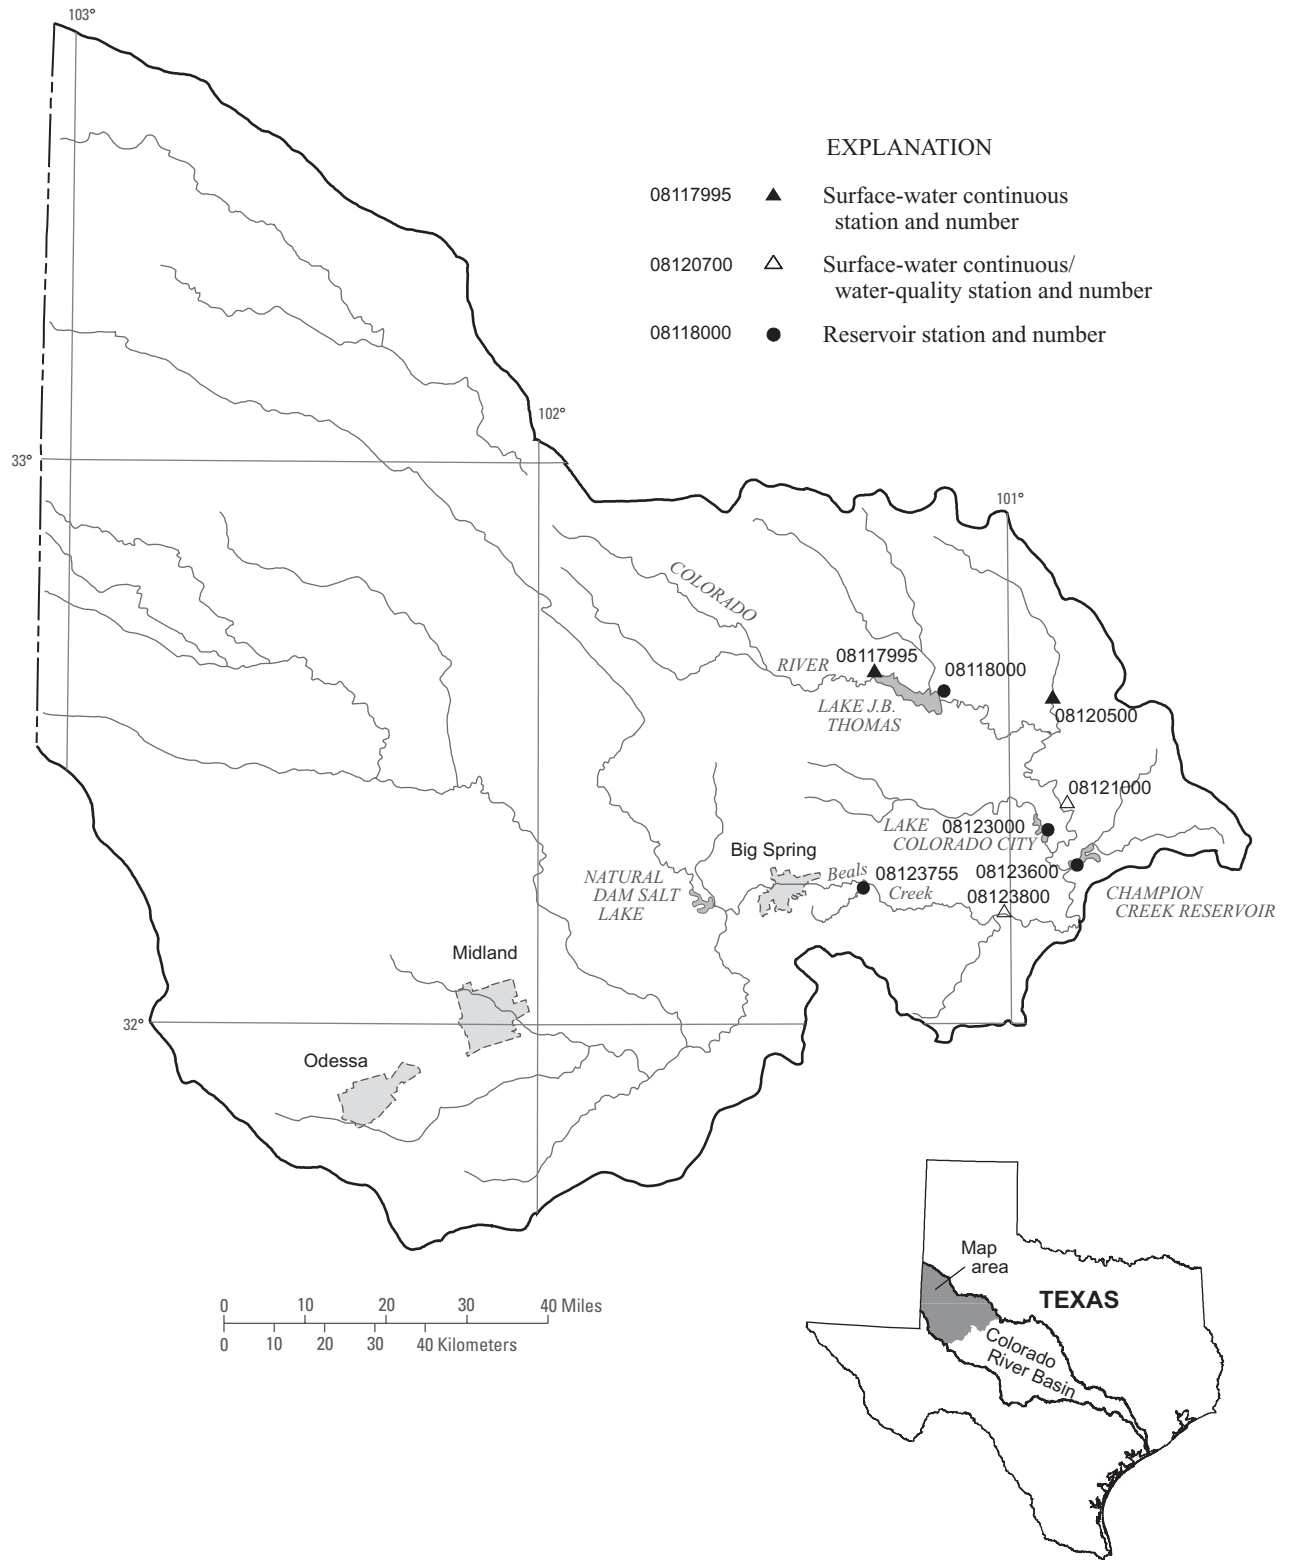 103°
EXPLANATION
08117995 Surface-water continuous
station and number
08120700 Surface-water continuous/
water-quality station and number
08118000 Reservoir station and number
102°
33°
101°
COLORADO
RIVER
08117995
08118000
LAKE J.B.
THOMAS
08120500
08121000
LAKE
COLORADO CITY
08123000
Big Spring
Beals
Creek
08123755
08123600
08123800
NATURAL
DAM SALT
LAKE
CHAMPION
CREEK RESERVOIR
Midland
32°
Odessa
Map
area
TEXAS
Colorado
River Basin
0 10 20 30 40 Miles
0 10 20 30 40 Kilometers